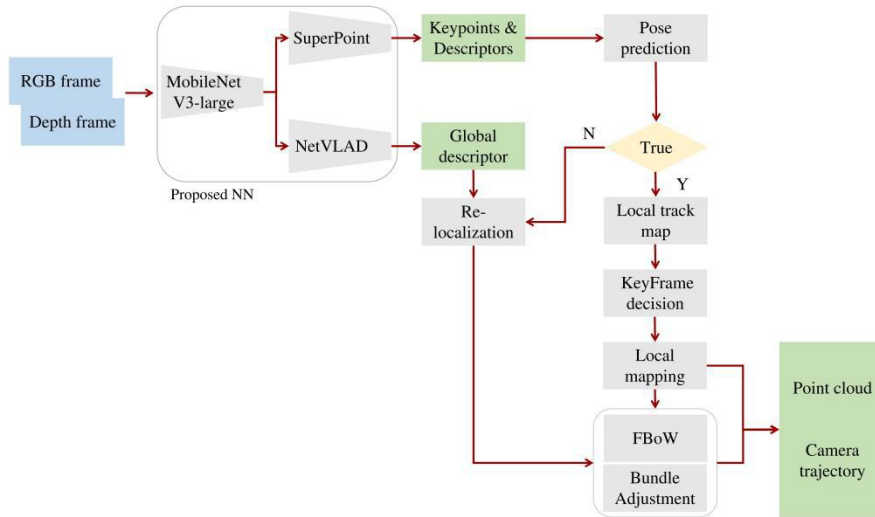 RGB frame
Depth frame
MobileNet
V3-large
SuperPoint
NetVLAD
Proposed NN
Keypoints &
Descriptors
Global
descriptor
Re-
localization
Pose
prediction
N
True
Y
Local track
map
KeyFrame
decision
Local
mapping
FBoW
Bundle
Adjustment
Point cloud
Camera
trajectory